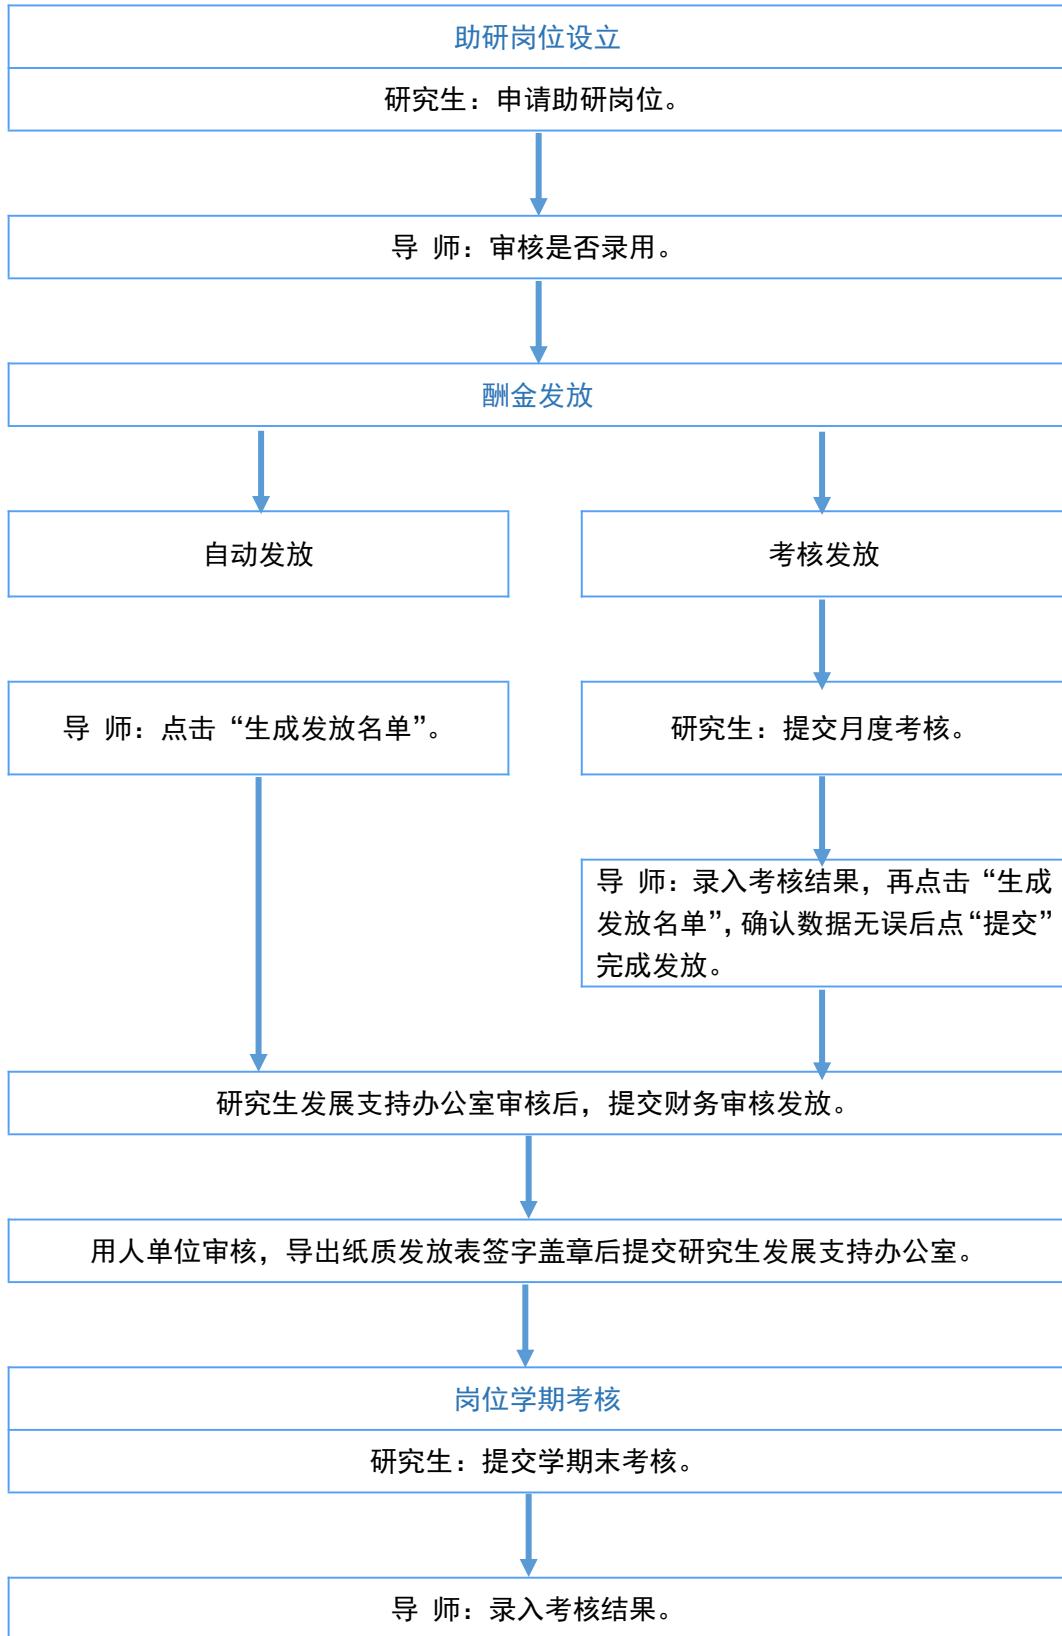 助研岗位设立
研究生：申请助研岗位。
导 师：审核是否录用。
酬金发放
自动发放
考核发放
导 师：点击“生成发放名单”。
研究生：提交月度考核。
导 师：录入考核结果，再点击“生成
发放名单”，确认数据无误后点“提交”
完成发放。
研究生发展支持办公室审核后，提交财务审核发放。
用人单位审核，导出纸质发放表签字盖章后提交研究生发展支持办公室。
岗位学期考核
研究生：提交学期末考核。
导 师：录入考核结果。